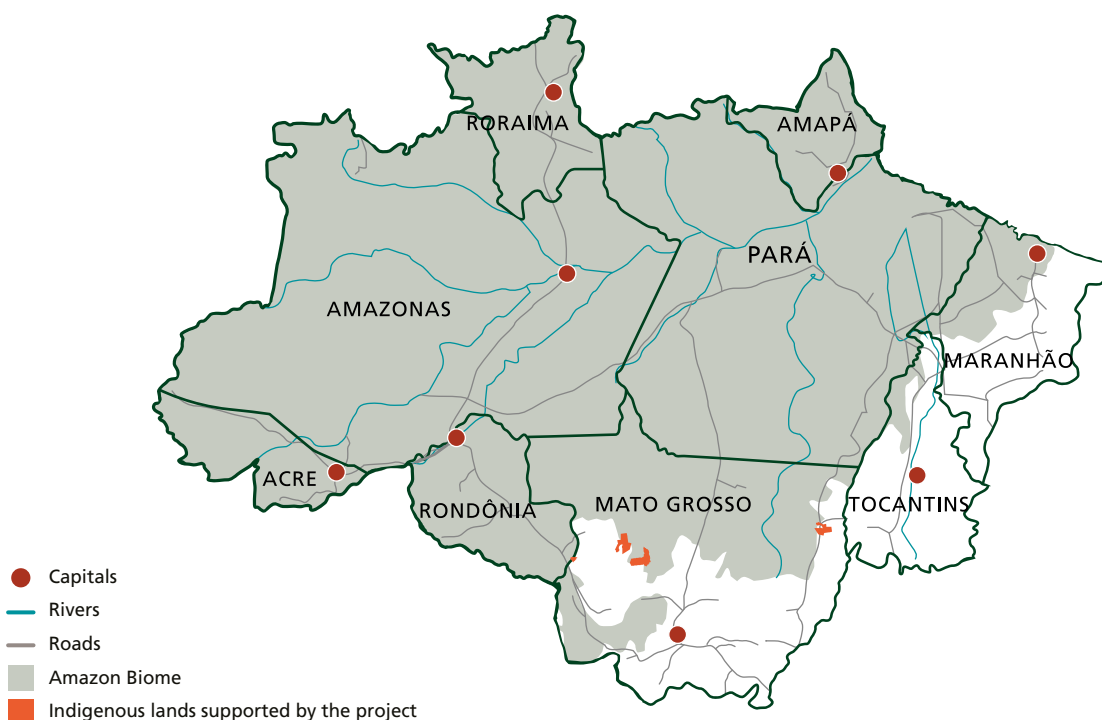 RORAIMA
AMAPÁ
PARÁ
AMAZONAS
MARANHÃO
ACRE
RONDÔNIA
MATO GROSSO
TOCANTINS
Capitals
Rivers
Roads
Amazon Biome
Indigenous lands supported by the project